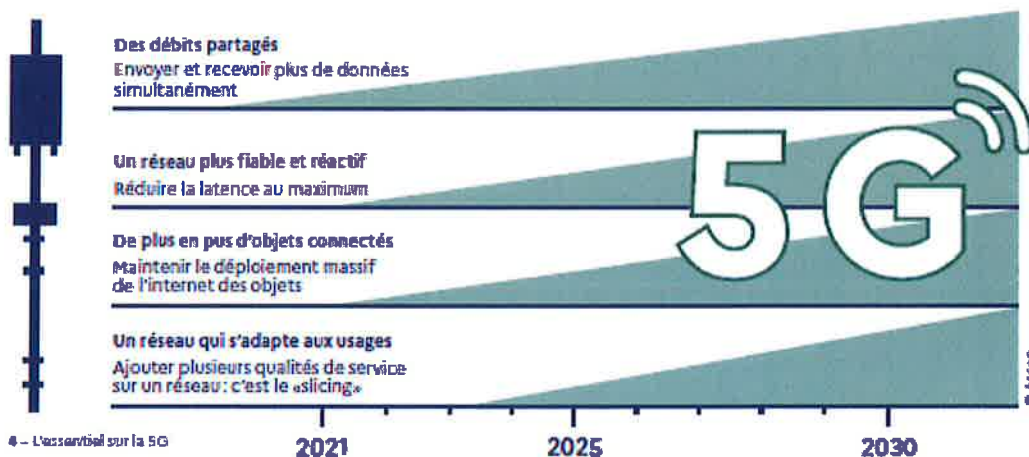 Des débits partagés
Envoyer et recevoir plus de données
simultanément
Un réseau plus fiable et réactif
Réduire la latence au maximum
5G
De plus en pus d'objets connectés
Maintenir le déploiement massif
de l'internet des objets
Un réseau qui s'adapte aux usages
Ajouter plusieurs qualités de service
sur un réseau : c'est le «slicing»
2021 2025 2030
4 – L'essentiel sur la 5G